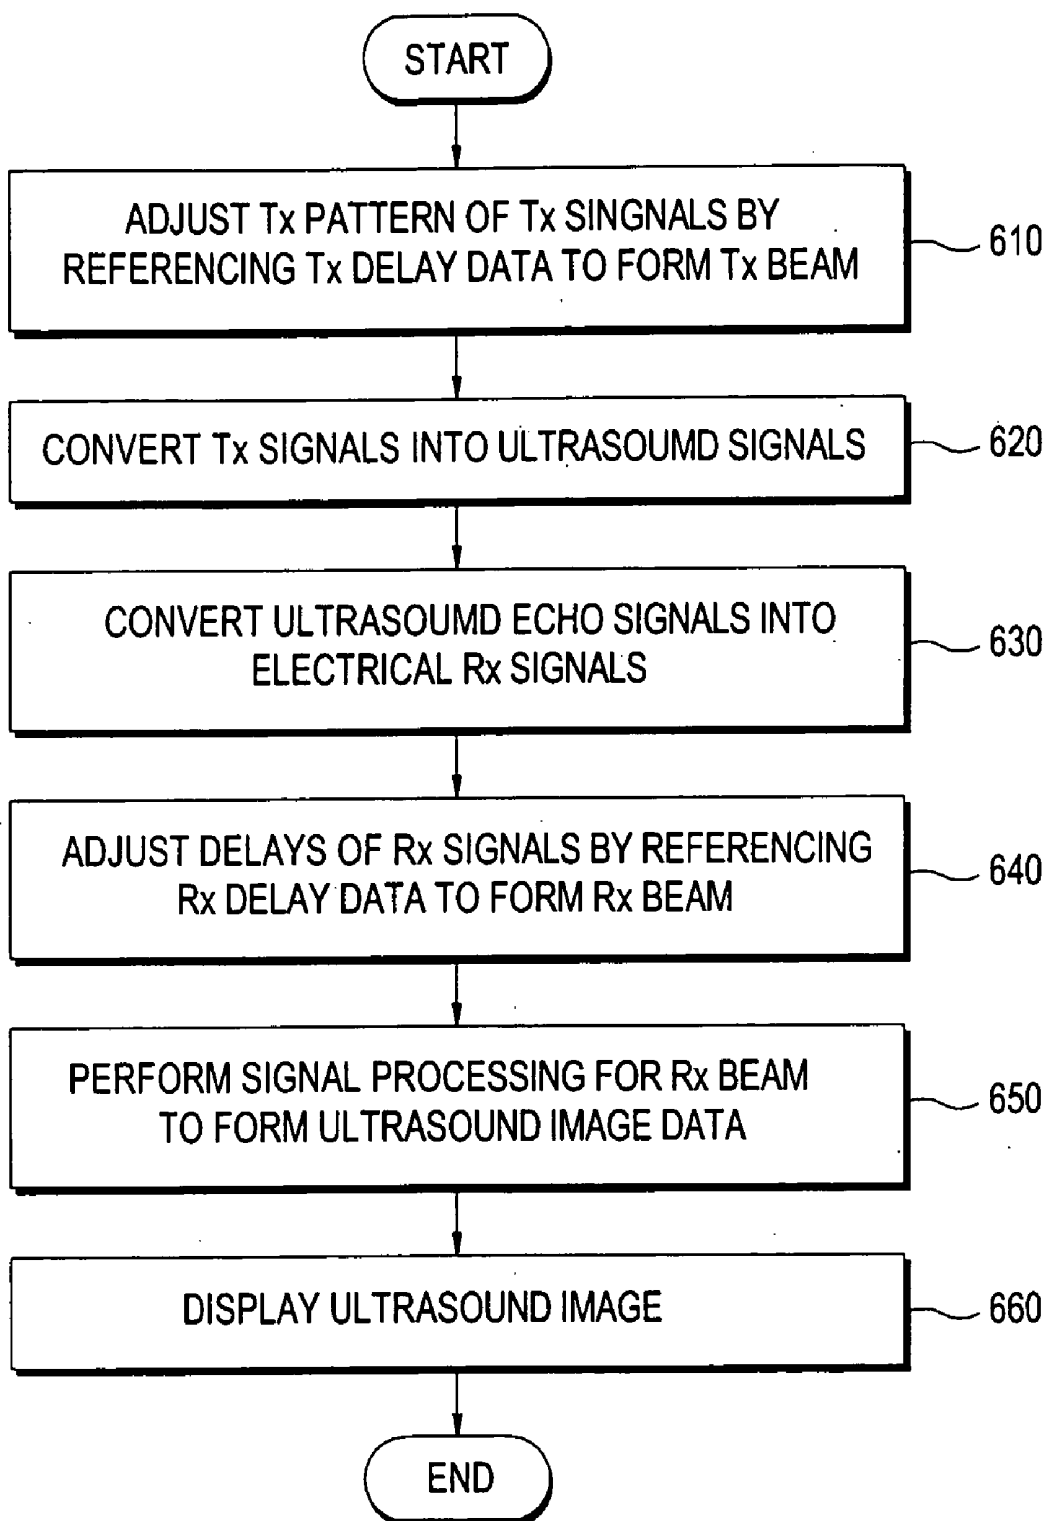 START
ADJUST Tx PATTERN OF Tx SINGNALS BY
REFERENCING Tx DELAY DATA TO FORM Tx BEAM
610
CONVERT Tx SIGNALS INTO ULTRASOUMD SIGNALS
620
CONVERT ULTRASOUMD ECHO SIGNALS INTO
ELECTRICAL Rx SIGNALS
630
ADJUST DELAYS OF Rx SIGNALS BY REFERENCING
Rx DELAY DATA TO FORM Rx BEAM
640
PERFORM SIGNAL PROCESSING FOR Rx BEAM
TO FORM ULTRASOUND IMAGE DATA
650
DISPLAY ULTRASOUND IMAGE
660
END